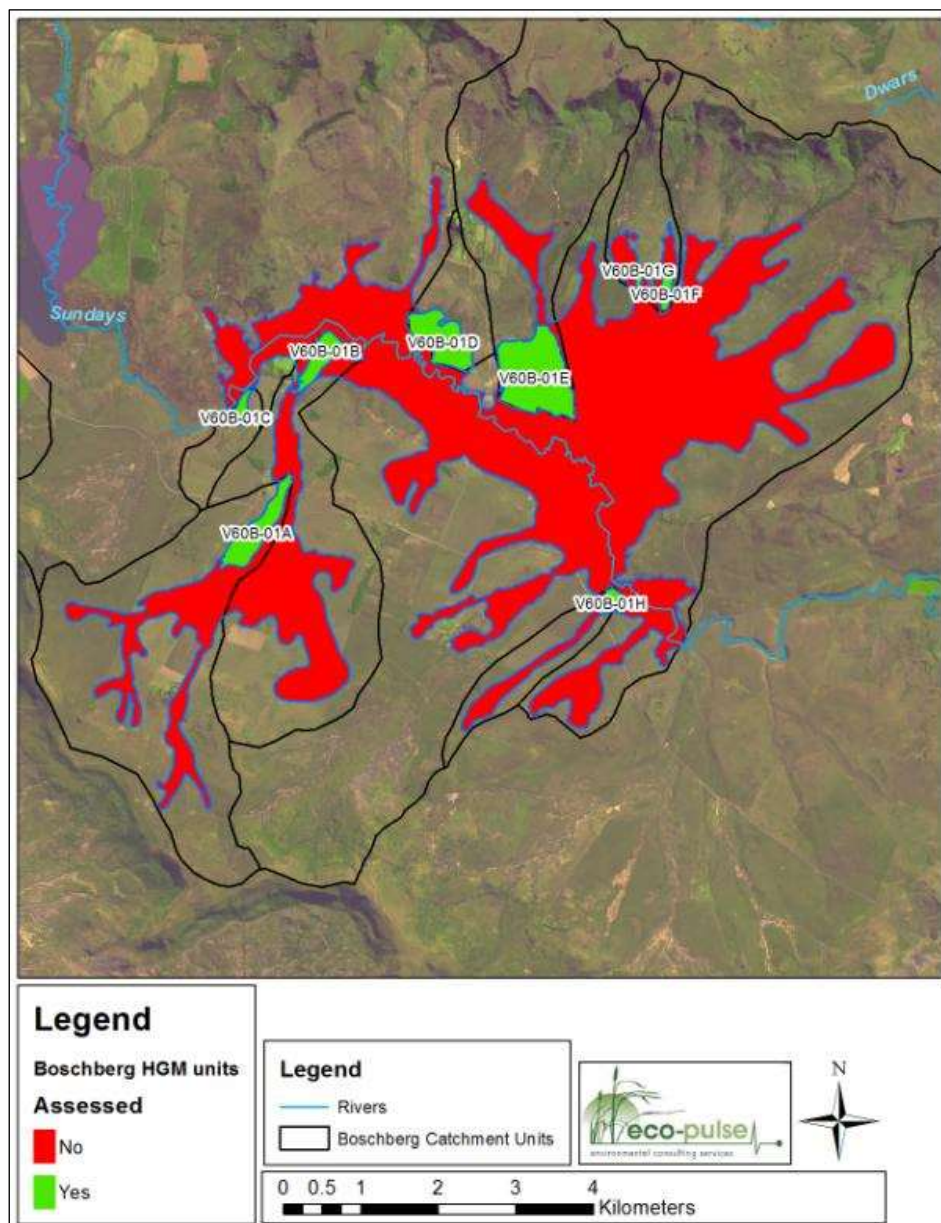 Dwars
Sundays
V60B-01G
V60B-01F
V60B-01B
V60B-01D
V60B-01E
V60B-01C
V60B-01A
V60B-01H
Legend
Boschberg HGM units
Assessed
No
Yes
Legend
Rivers
Boschberg Catchment Units
eco-pulse
environmental consulting services
N
0 0.5 1 2 3 4
Kilometers